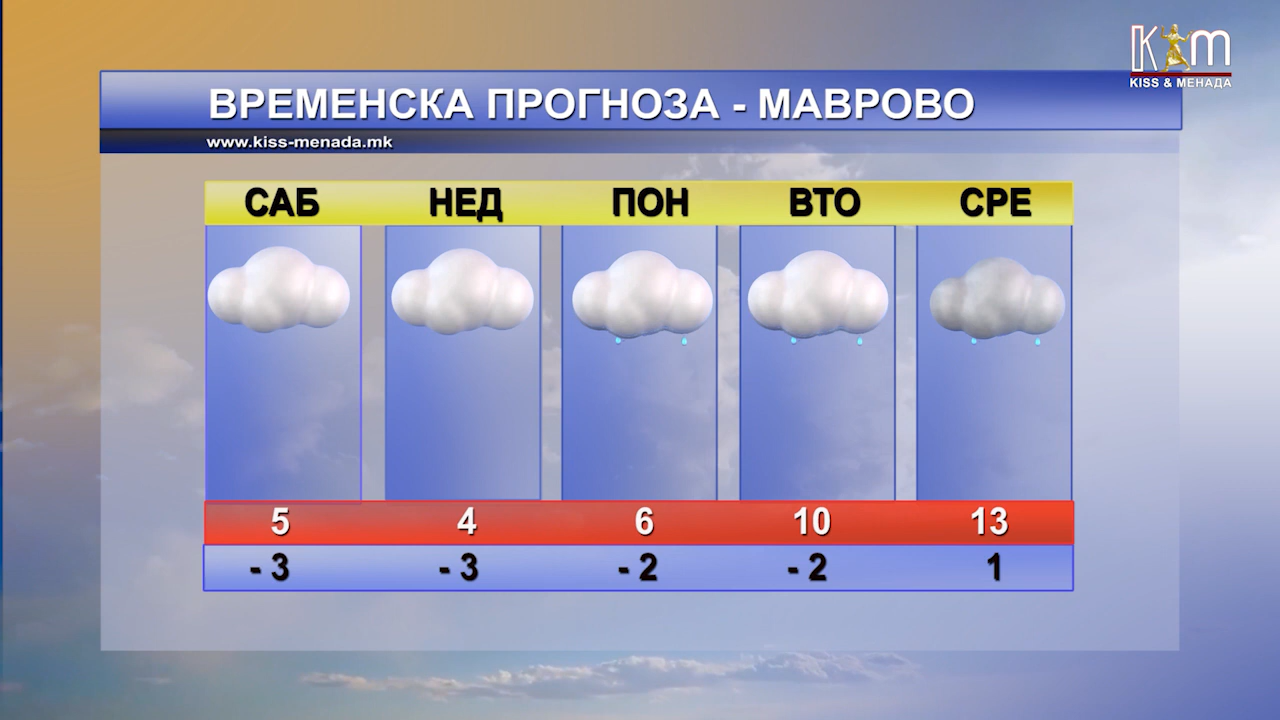 KIM
KISS & МЕНАДА
ВРЕМЕНСКА ПРОГНОЗА - МАВРОВО
www.kiss-menada.mk
САБ НЕД ПОН ВТО СРЕ
5 4 6 10 13
- 3 - 3 - 2 - 2 1